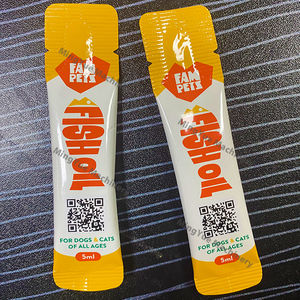 FAM
PETS
FISH OIL
FOR DOGS & CATS
OF ALL AGES
5ml
FAM
PETS
FISH OIL
FOR DOGS & CATS
OF ALL AGES
5ml